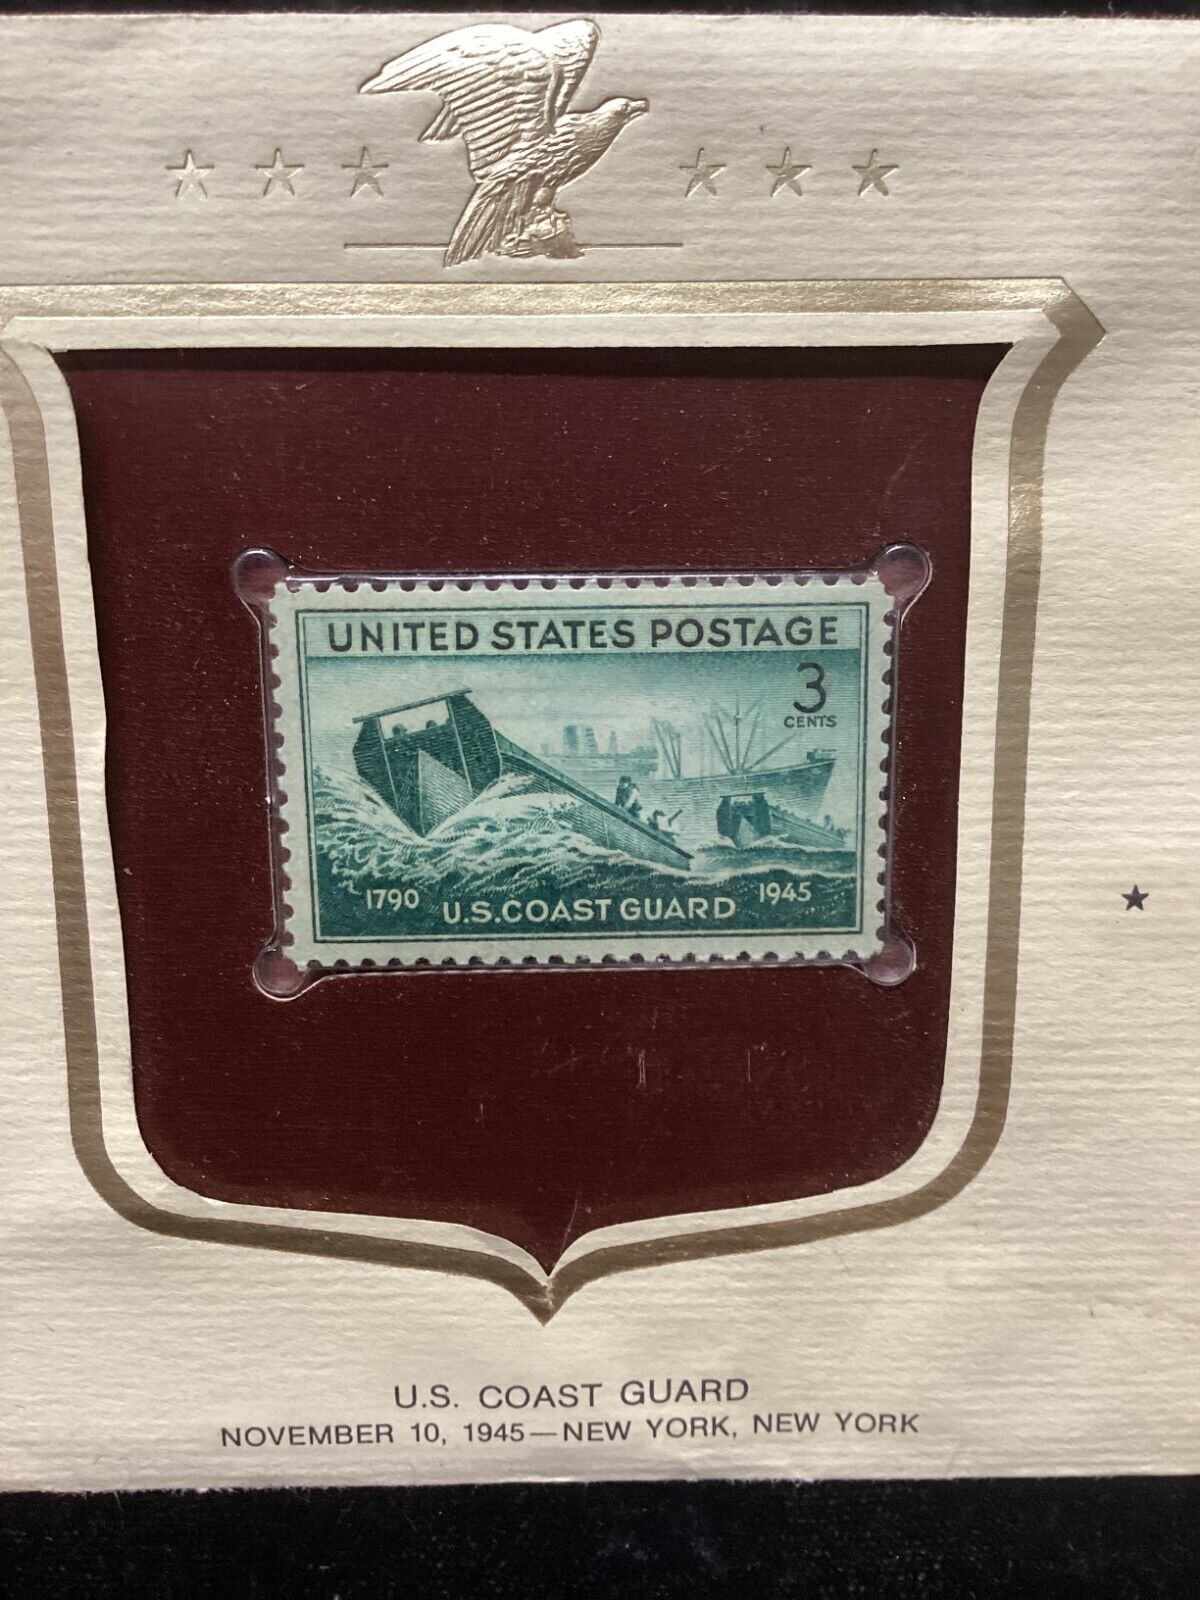 UNITED STATES POSTAGE
3
CENTS
1790 U.S. COAST GUARD 1945
U.S. COAST GUARD
NOVEMBER 10, 1945—NEW YORK, NEW YORK